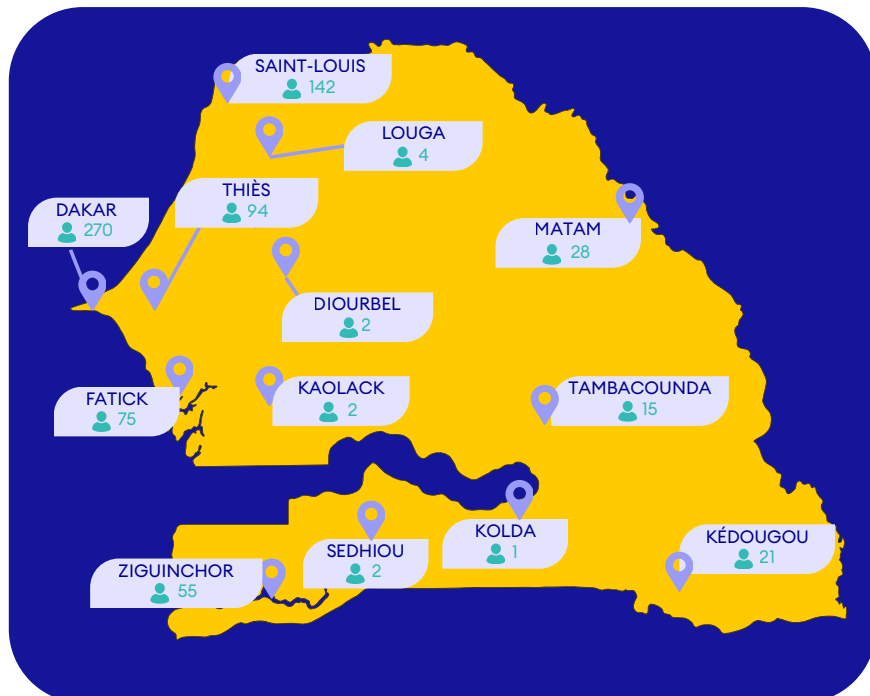 SAINT-LOUIS
142
LOUGA
4
THIÈS
94
DAKAR
270
MATAM
28
DIOURBEL
2
FATICK
75
KAOLACK
2
TAMBACOUNDA
15
KOLDA
1
SEDHIOU
2
KÉDOUGOU
21
ZIGUINCHOR
55